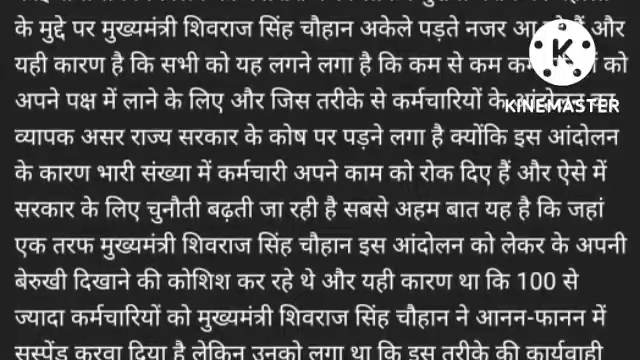 के मुद्दे पर मुख्यमंत्री शिवराज सिंह चौहान अकेले पड़ते नजर आ और
यही कारण है कि सभी को यह लगने लगा है कि कम से कम को
अपने पक्ष में लाने के लिए और जिस तरीके से कर्मचारियों के
KINEMASTER
व्यापक असर राज्य सरकार के कोष पर पड़ने लगा है क्योंकि इस आंदोलन
के कारण भारी संख्या में कर्मचारी अपने काम को रोक दिए हैं और ऐसे में
सरकार के लिए चुनौती बढ़ती जा रही है सबसे अहम बात यह है कि जहां
एक तरफ मुख्यमंत्री शिवराज सिंह चौहान इस आंदोलन को लेकर के अपनी
बेरुखी दिखाने की कोशिश कर रहे थे और यही कारण था कि 100 से
ज्यादा कर्मचारियों को मुख्यमंत्री शिवराज सिंह चौहान ने आनन-फानन में
सस्पेंड करवा दिया है लेकिन उनको लगा था कि इस तरीके की कार्यवाही